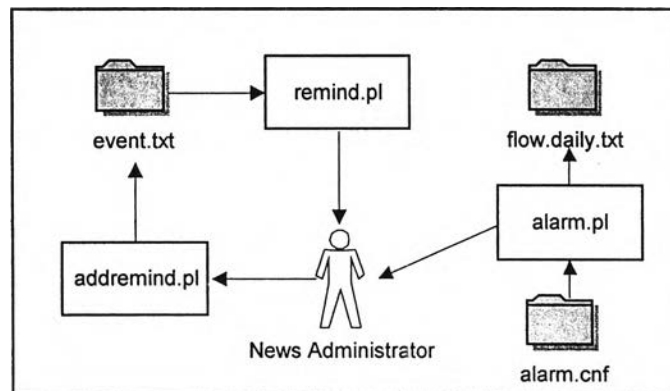 remind.pl
event.txt
flow.daily.txt
alarm.pl
addremind.pl
News Administrator
alarm.cnf